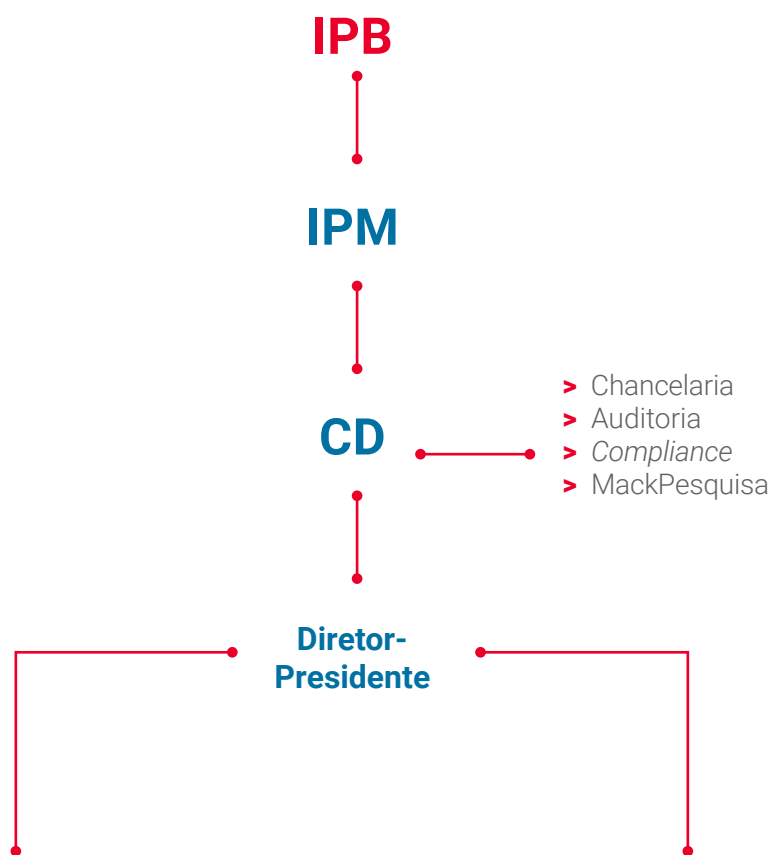 IPB
IPM
CD
> Chancelaria
> Auditoria
> Compliance
> MackPesquisa
Diretor-
Presidente